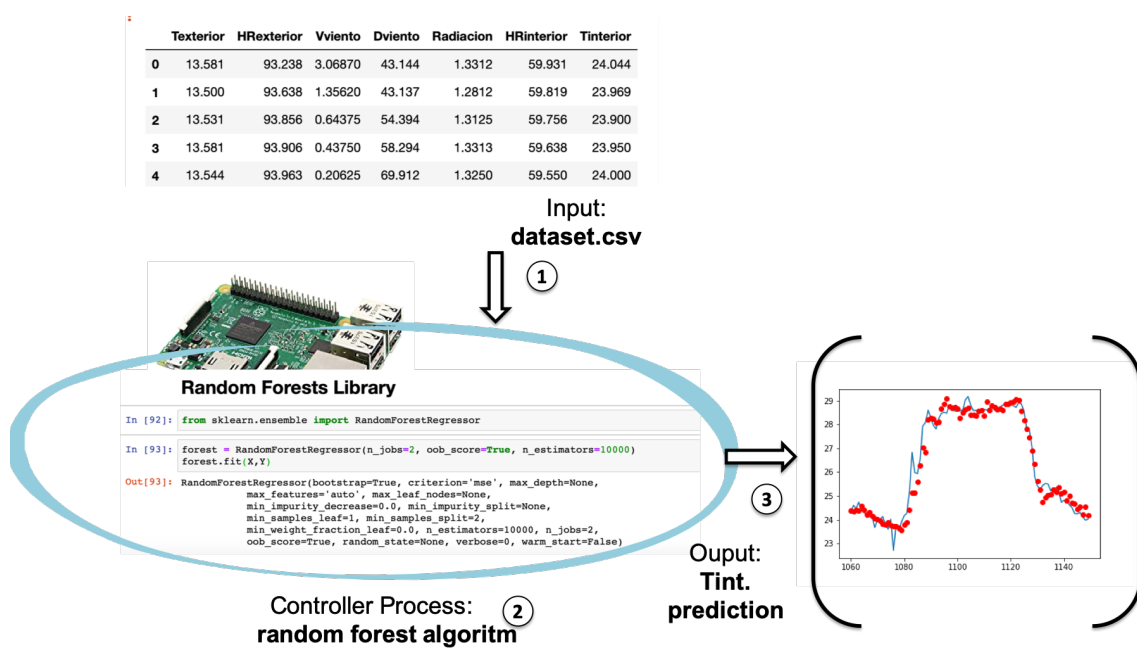 Texterior HRexterior Vviento Dviento Radiacion HRinterior Tinterior
0 13.581 93.238 3.06870 43.144 1.3312 59.931 24.044
1 13.500 93.638 1.35620 43.137 1.2812 59.819 23.969
2 13.531 93.856 0.64375 54.394 1.3125 59.756 23.900
3 13.581 93.906 0.43750 58.294 1.3313 59.638 23.950
4 13.544 93.963 0.20625 69.912 1.3250 59.550 24.000
Input:
dataset.csv
1
Random Forests Library
In [92]: from sklearn.ensemble import RandomForestRegressor
In [93]: forest = RandomForestRegressor(n_jobs=2, oob_score=True, n_estimators=10000)
forest.fit(X,Y)
Out[93]: RandomForestRegressor(bootstrap=True, criterion='mse', max_depth=None,
max_features='auto', max_leaf_nodes=None,
min_impurity_decrease=0.0, min_impurity_split=None,
min_samples_leaf=1, min_samples_split=2,
min_weight_fraction_leaf=0.0, n_estimators=10000, n_jobs=2,
oob_score=True, random_state=None, verbose=0, warm_start=False)
Controller Process:
random forest algoritm
2
3
Ouput:
Tint.
prediction
29
28
27
26
25
24
23
1060 1080 1100 1120 1140